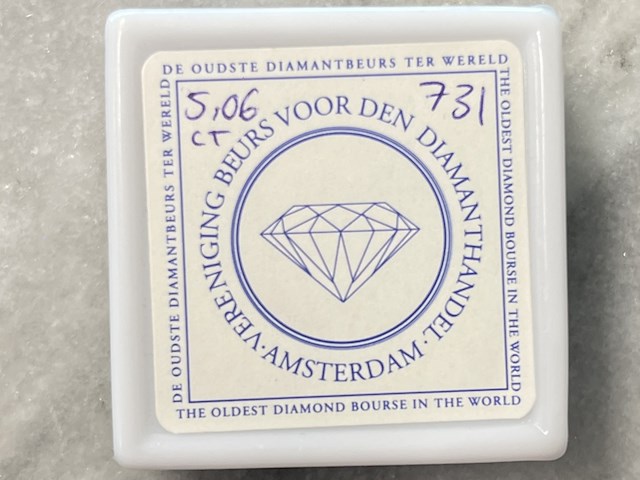 DE OUDSTE DIAMANTBEURS TER WERELD
THE OLDEST DIAMOND BOURSE IN THE WORLD
DE OUDSTE DIAMANTBEURS TER WERELD
5,06
CT
731
VERENIGING BEURS VOOR DEN DIAMANTHANDEL
· AMSTERDAM ·
THE OLDEST DIAMOND BOURSE IN THE WORLD